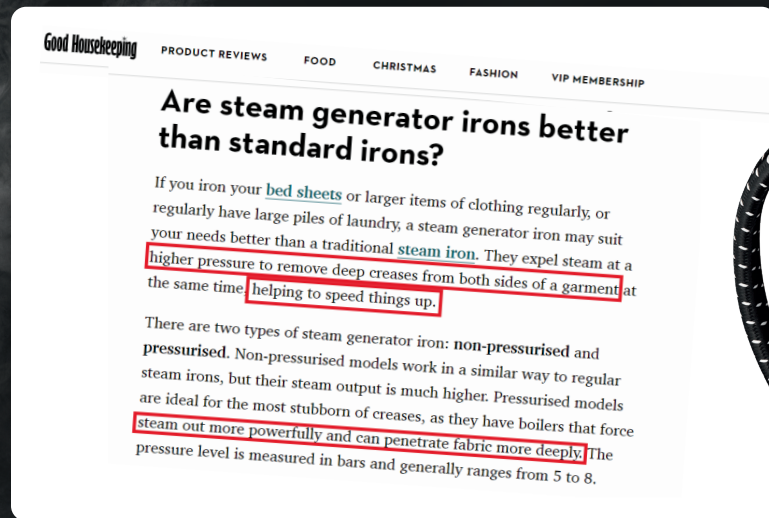 Good Housekeeping
PRODUCT REVIEWS FOOD CHRISTMAS FASHION VIP MEMBERSHIP
Are steam generator irons better
than standard irons?
If you iron your bed sheets or larger items of clothing regularly, or
regularly have large piles of laundry, a steam generator iron may suit
your needs better than a traditional steam iron. They expel steam at a
higher pressure to remove deep creases from both sides of a garment at
the same time, helping to speed things up.
There are two types of steam generator iron: non-pressurised and
pressurised. Non-pressurised models work in a similar way to regular
steam irons, but their steam output is much higher. Pressurised models
are ideal for the most stubborn of creases, as they have boilers that force
steam out more powerfully and can penetrate fabric more deeply. The
pressure level is measured in bars and generally ranges from 5 to 8.